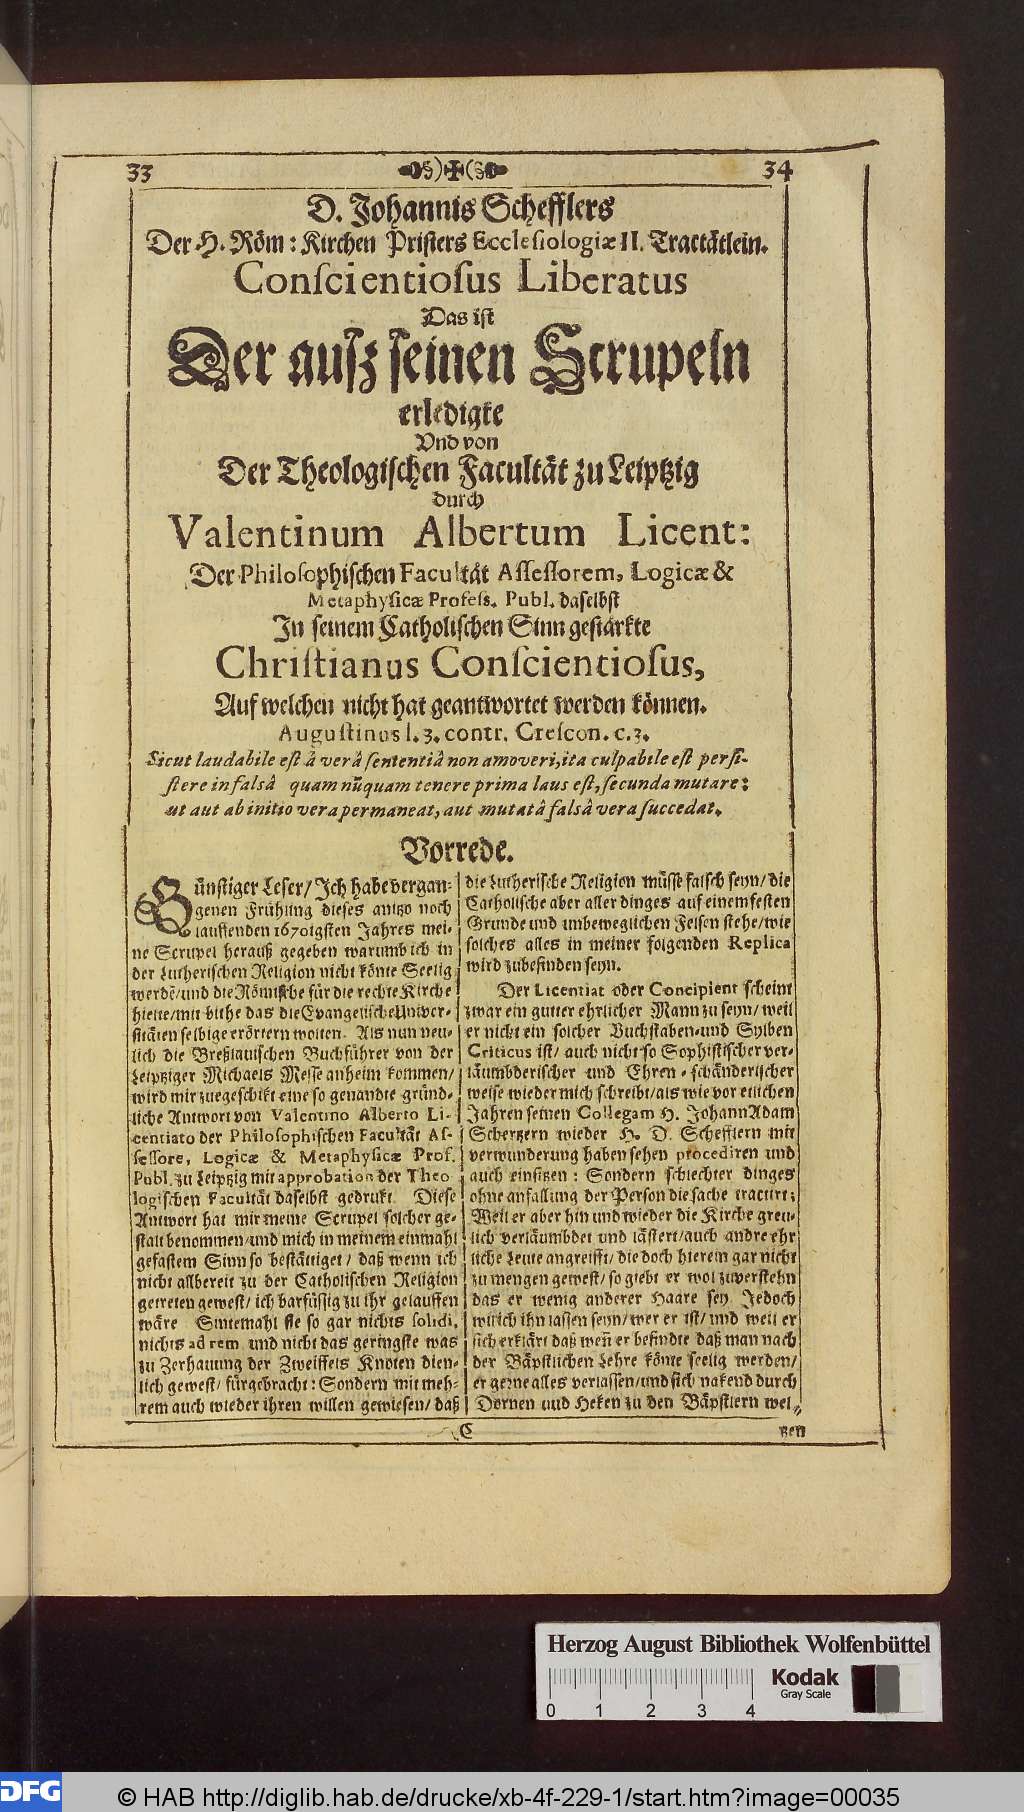 33 34
D. Johannis Schefflers
Der H. Röm: Kirchen Pristers Ecclesiologiæ II. Tractätlein.
Conscientiosus Liberatus
Das ist
Der ausz seinen Scrupeln
erledigte
Vnd von
Der Theologischen Facultät zu Leiptzig
durch
Valentinum Albertum Licent:
Der Philosophischen Facultät Assessorem, Logicæ &
Metaphysicæ Profess. Publ. daselbst
In seinem Catholischen Sinn gestärkte
Christianus Conscientiosus,
Auf welchen nicht hat geantwortet werden können.
Augustinus l. 3. contr. Crescon. c. 3.
Sicut laudabile est â verâ sententiâ non amoveri, ita culpabile est persi-
stere in falsâ quam nũquam tenere prima laus est, secunda mutare:
ut aut ab initio vera permaneat, aut mutatâ falsâ vera succedat.
Vorrede.
Günstiger Leser/ Ich habe vergan-
genen Frühling dieses anitzo noch
lauffenden 1670igsten Jahres mei-
ne Scrupel herauß gegeben warumb ich in
der Lutherischen Religion nicht könte Seelig
werdē/ und die Römische für die rechte Kirche
hielte/ mit bitte das die Evangelische Univer-
sitäten selbige erörtern wolten. Als nun neu-
lich die Breßlauischen Buchführer von der
Leipziger Michaels Messe anheim kommen/
wird mir zuegeschikt eine so genandte gründ-
liche Antwort von Valentino Alberto Li-
centiato der Philosophischen Facultät As-
sessore, Logicæ & Metaphysicæ Prof.
Publ. zu Leipzig mit approbation der Theo
logischen Facultät daselbst gedrukt. Diese
Antwort hat mir meine Scrupel solcher ge-
stalt benommen/ und mich in meinem einmahl
gefastem Sinn so bestättiget/ daß wenn ich
nicht allbereit zu der Catholischen Religion
getreten gewest/ ich barfüssig zu ihr gelauffen
wäre Sintemahl sie so gar nichts solidi,
nichts ad rem und nicht das geringste was
zu Zerhauung der Zweiffels Knoten dien-
lich gewest/ fürgebracht: Sondern mit meh-
rem auch wieder ihren willen gewiesen/ daß
die Lutherische Religion müsse falsch seyn/ die
Catholische aber aller dinges auf einem festen
Grunde und unbeweglichen Felsen stehe/ wie
solches alles in meiner folgenden Replica
wird zubefinden seyn.
Der Licentiat oder Concipient scheint
zwar ein gutter ehrlicher Mann zu seyn/ weil
er nicht ein solcher Buchstaben-und Sylben
Criticus ist/ auch nicht so Sophistischer ver-
läumbderischer und Ehren-schänderischer
weise wieder mich schreibt/ als wie vor etlichen
Jahren seinen Collegam H. Johann Adam
Schertzern wieder H. D. Schefflern mit
verwunderung haben sehen procediren und
auch einsitzen: Sondern schlechter dinges
ohne anfallung der Person die sache tractirt;
Weil er aber hin und wieder die Kirche greu-
lich verläumbdet und lästert/ auch andre ehr
liche Leute angreifft/ die doch hierein gar nicht
zu mengen gewest/ so giebt er wol zuverstehn
das er wenig anderer Haare sey. Jedoch
wil ich ihn lassen seyn/ wer er ist/ und weil er
sich erklärt daß weñ er befindte daß man nach
der Bäpstlichen Lehre könte seelig werden/
er gerne alles verlassen/ und sich nakend durch
Dornen und Heken zu den Bäpstlern wel-
C tzen
Herzog August Bibliothek Wolfenbüttel
0 1 2 3 4
Kodak
Gray Scale
DFG
© HAB http://diglib.hab.de/drucke/xb-4f-229-1/start.htm?image=00035